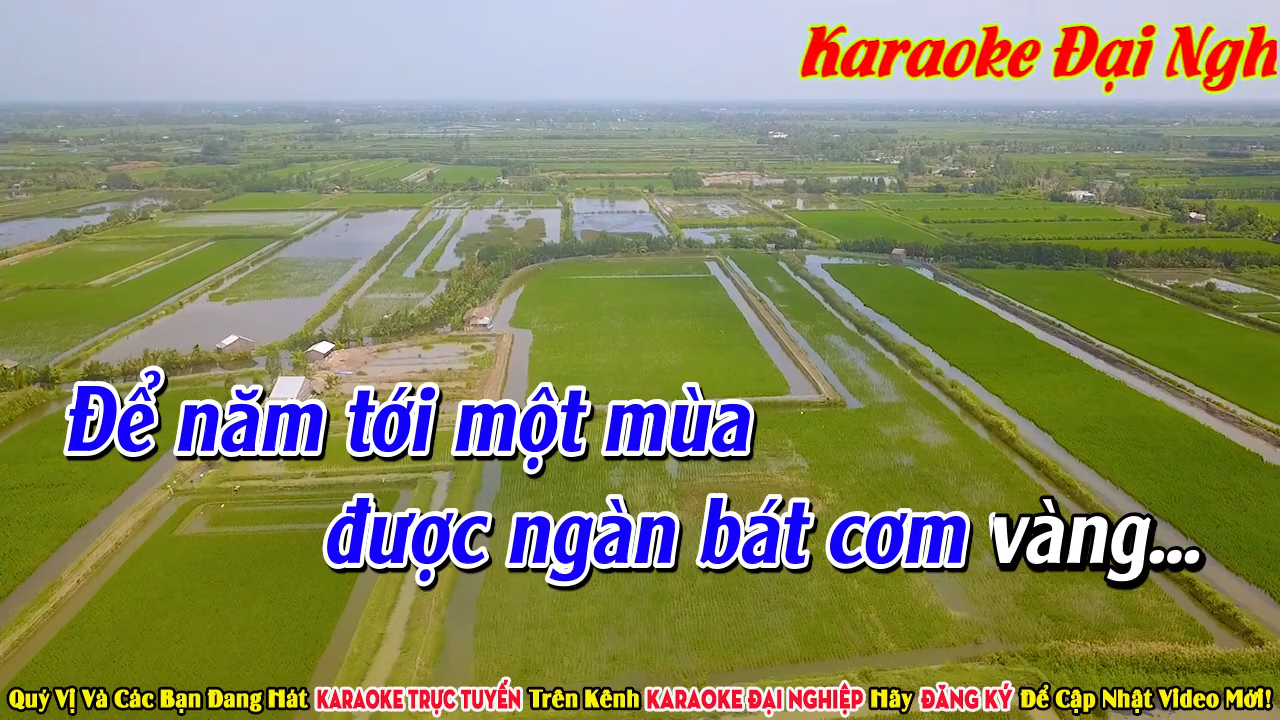 Karaoke Đại Ngh
Để năm tới một mùa
được ngàn bát cơm vàng...
Quý Vị Và Các Bạn Đang Hát KARAOKE TRỰC TUYẾN Trên Kênh KARAOKE ĐẠI NGHIỆP Hãy ĐĂNG KÝ Để Cập Nhật Video Mới!